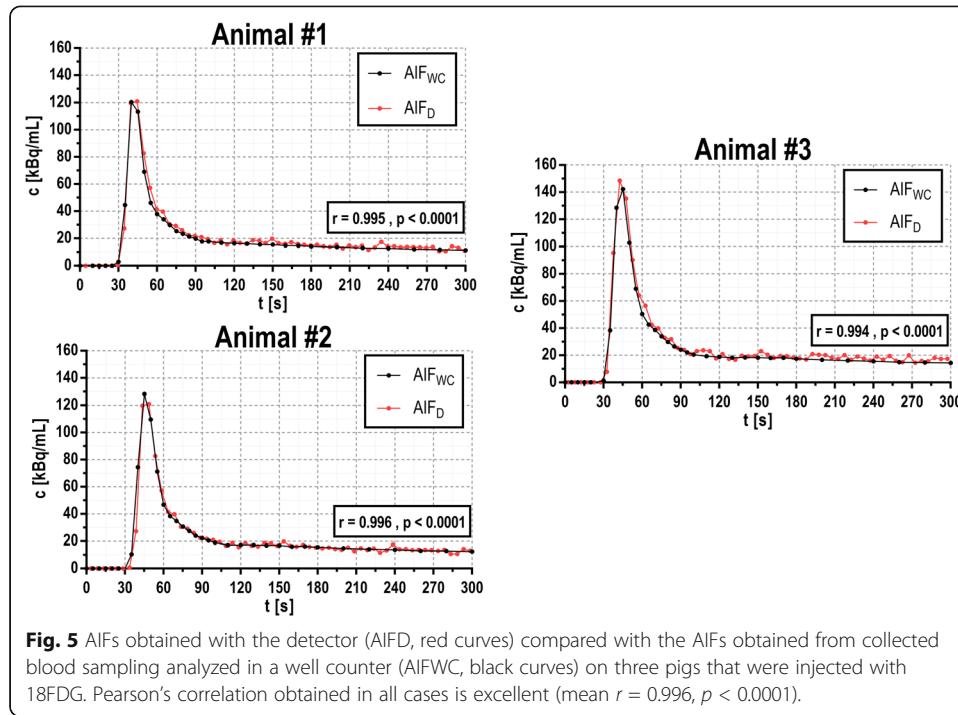 Animal #1
160
140
120
100
80
60
40
20
0
c [kBq/mL]
AIFWC
AIFD
r = 0.995 , p < 0.0001
0 30 60 90 120 150 180 210 240 270 300
t [s]
Animal #2
160
140
120
100
80
60
40
20
0
c [kBq/mL]
AIFWC
AIFD
r = 0.996 , p < 0.0001
0 30 60 90 120 150 180 210 240 270 300
t [s]
Animal #3
160
140
120
100
80
60
40
20
0
c [kBq/mL]
AIFWC
AIFD
r = 0.994 , p < 0.0001
0 30 60 90 120 150 180 210 240 270 300
t [s]
Fig. 5 AIFs obtained with the detector (AIFD, red curves) compared with the AIFs obtained from collected
blood sampling analyzed in a well counter (AIFWC, black curves) on three pigs that were injected with
18FDG. Pearson's correlation obtained in all cases is excellent (mean r = 0.996, p < 0.0001).